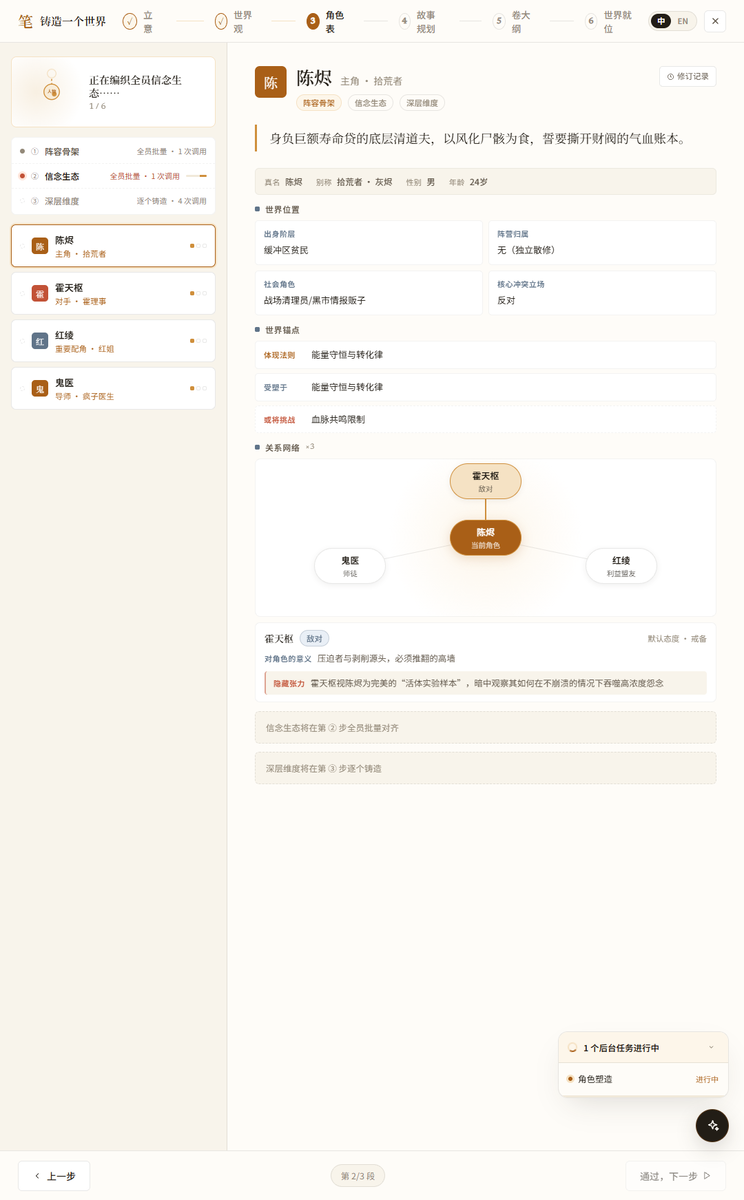 笔 铸造一个世界
✓ 立意
✓ 世界观
3 角色表
4 故事规划
5 卷大纲
6 世界就位
中 EN
正在编织全员信念生态……
1 / 6
① 阵容骨架 全员批量 · 1 次调用
② 信念生态 全员批量 · 1 次调用
③ 深层维度 逐个铸造 · 4 次调用
陈 陈烬
主角 · 拾荒者
霍 霍天枢
对手 · 霍理事
红 红绫
重要配角 · 红姐
鬼 鬼医
导师 · 疯子医生
陈 陈烬 主角 · 拾荒者
修订记录
阵容骨架 信念生态 深层维度
身负巨额寿命贷的底层清道夫，以风化尸骸为食，誓要撕开财阀的气血账本。
真名 陈烬 别称 拾荒者 · 灰烬 性别 男 年龄 24岁
世界位置
出身阶层
缓冲区贫民
阵营归属
无（独立散修）
社会角色
战场清理员/黑市情报贩子
核心冲突立场
反对
世界锚点
体现法则 能量守恒与转化律
受塑于 能量守恒与转化律
或将挑战 血脉共鸣限制
关系网络 ×3
霍天枢
敌对
陈烬
当前角色
鬼医
师徒
红绫
利益盟友
霍天枢 敌对 默认态度 · 戒备
对角色的意义 压迫者与剥削源头，必须推翻的高墙
隐藏张力 霍天枢视陈烬为完美的“活体实验样本”，暗中观察其如何在不崩溃的情况下吞噬高浓度怨念
信念生态将在第 ② 步全员批量对齐
深层维度将在第 ③ 步逐个铸造
1 个后台任务进行中
角色塑造 进行中
上一步
第 2/3 段
通过，下一步